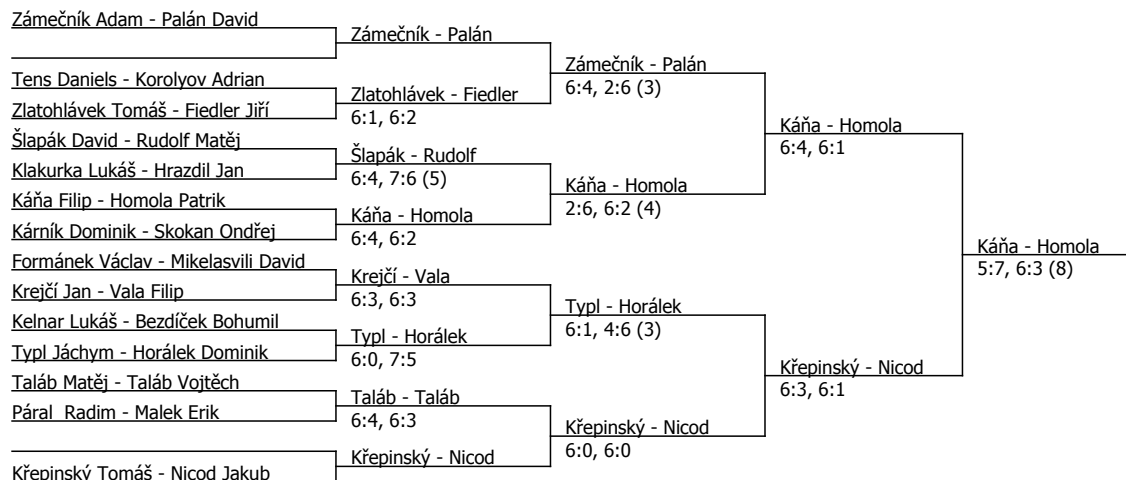 Zámečník Adam - Palán David
Zámečník - Palán
Zámečník - Palán
6:4, 2:6 (3)
Tens Daniels - Korolyov Adrian
Zlatohlávek - Fiedler
6:1, 6:2
Zlatohlávek Tomáš - Fiedler Jiří
Káňa - Homola
6:4, 6:1
Šlapák David - Rudolf Matěj
Šlapák - Rudolf
6:4, 7:6 (5)
Klakurka Lukáš - Hrazdil Jan
Káňa - Homola
2:6, 6:2 (4)
Káňa Filip - Homola Patrik
Káňa - Homola
6:4, 6:2
Kárník Dominik - Skokan Ondřej
Káňa - Homola
5:7, 6:3 (8)
Formánek Václav - Mikelasvili David
Krejčí - Vala
6:3, 6:3
Krejčí Jan - Vala Filip
Typl - Horálek
6:1, 4:6 (3)
Kelnar Lukáš - Bezdíček Bohumil
Typl - Horálek
6:0, 7:5
Typl Jáchym - Horálek Dominik
Křepinský - Nicod
6:3, 6:1
Taláb Matěj - Taláb Vojtěch
Taláb - Taláb
6:4, 6:3
Páral  Radim - Malek Erik
Křepinský - Nicod
6:0, 6:0
Křepinský - Nicod
Křepinský Tomáš - Nicod Jakub